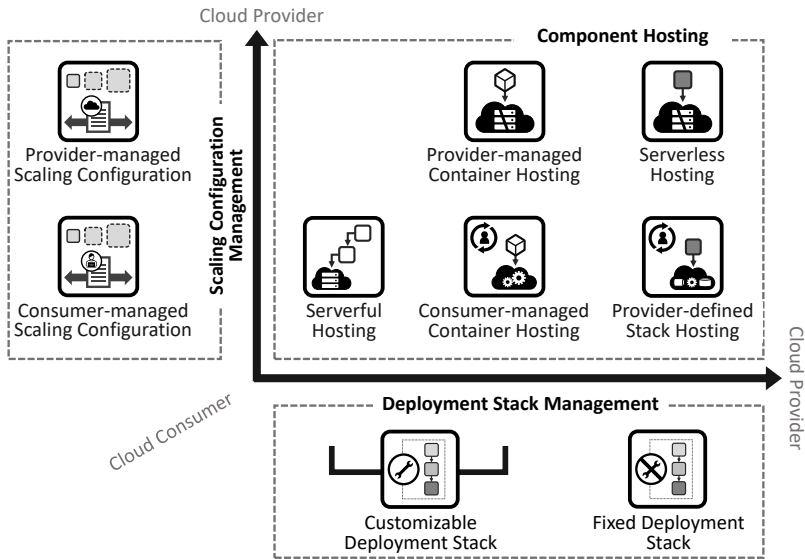 Cloud Provider
Component Hosting
Provider-managed
Scaling Configuration
Provider-managed
Container Hosting
Serverless
Hosting
Scaling Configuration
Management
Consumer-managed
Scaling Configuration
Serverful
Hosting
Consumer-managed
Container Hosting
Provider-defined
Stack Hosting
Cloud Provider
Cloud Consumer
Deployment Stack Management
Customizable
Deployment Stack
Fixed Deployment
Stack